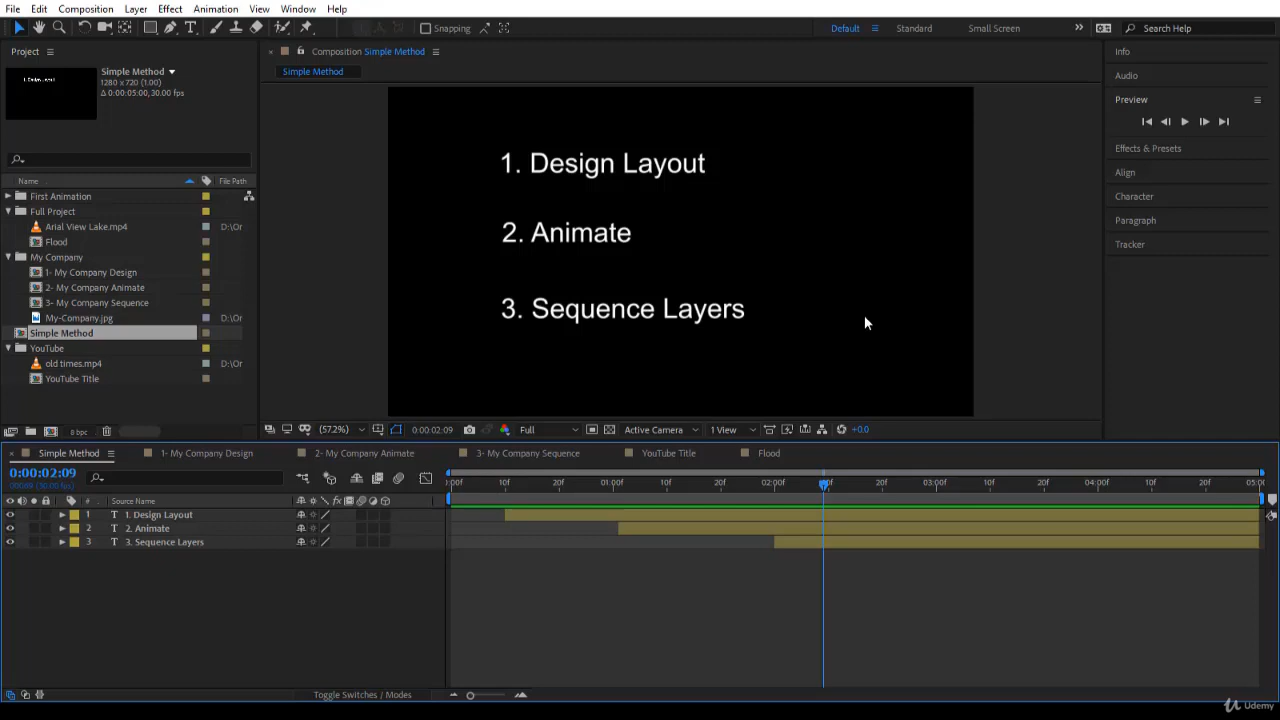 File Edit Composition Layer Effect Animation View Window Help
Snapping Default Standard Small Screen Search Help
Project
Composition Simple Method
Info
Simple Method
1280 x 720 (1.00)
Δ 0:00:05:00, 30.00 fps
Simple Method
Audio
Preview
Effects & Presets
Align
Character
Paragraph
Tracker
Name File Path
First Animation
Full Project
Arial View Lake.mp4 D:\Or
Flood
My Company
1- My Company Design
2- My Company Animate
3- My Company Sequence
My-Company.jpg D:\Or
Simple Method
YouTube
old times.mp4 D:\Or
YouTube Title
8 bpc
1. Design Layout
2. Animate
3. Sequence Layers
(57.2%) 0:00:02:09 Full Active Camera 1 View +0.0
Simple Method 1- My Company Design 2- My Company Animate 3- My Company Sequence YouTube Title Flood
0:00:02:09
00069 (30.00 fps)
10f 20f 01:00f 10f 20f 02:00f 20f 03:00f 10f 20f 04:00f 10f 20f
# Source Name
1 T 1. Design Layout
2 T 2. Animate
3 T 3. Sequence Layers
Toggle Switches / Modes
Udemy